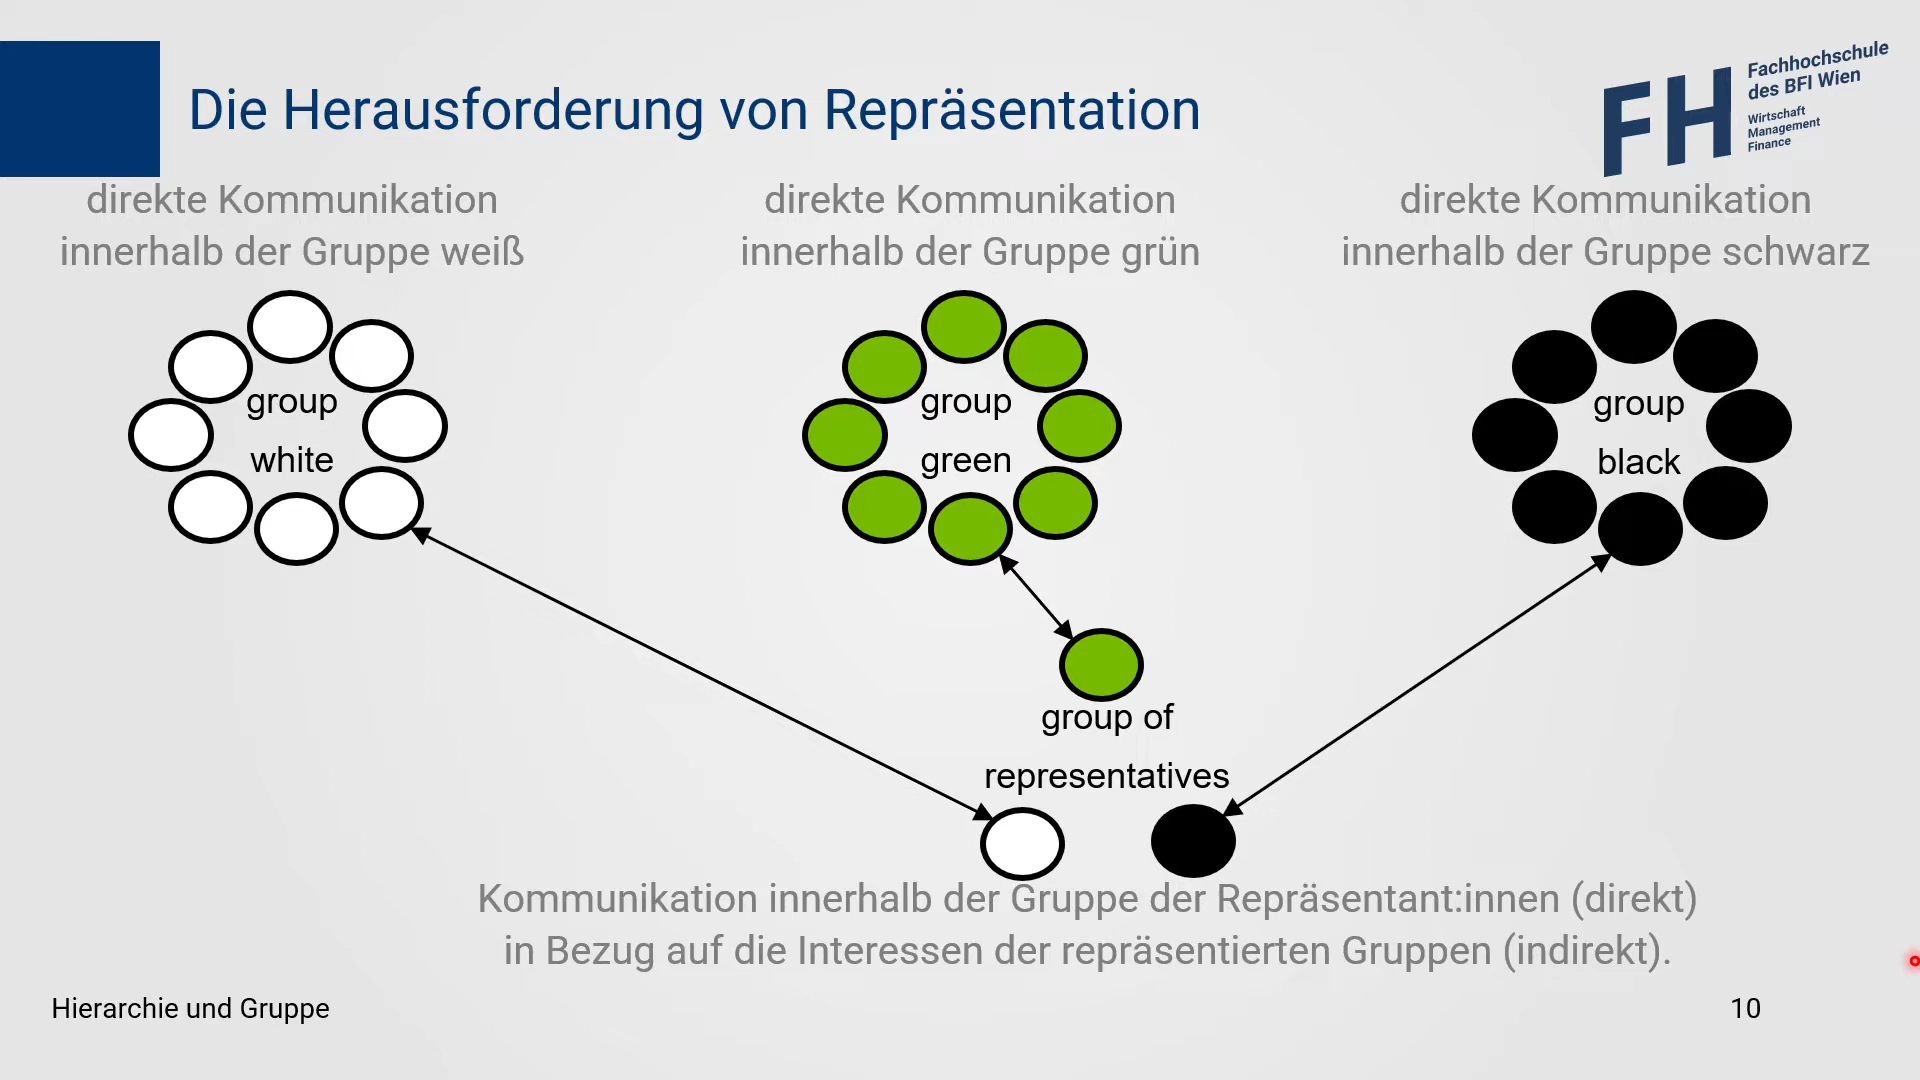 Die Herausforderung von Repräsentation
Fachhochschule
des BFI Wien
Wirtschaft
Management
Finance
FH
direkte Kommunikation
innerhalb der Gruppe weiß
direkte Kommunikation
innerhalb der Gruppe grün
direkte Kommunikation
innerhalb der Gruppe schwarz
group
white
group
green
group
black
group of
representatives
Kommunikation innerhalb der Gruppe der Repräsentant:innen (direkt)
in Bezug auf die Interessen der repräsentierten Gruppen (indirekt).
Hierarchie und Gruppe
10